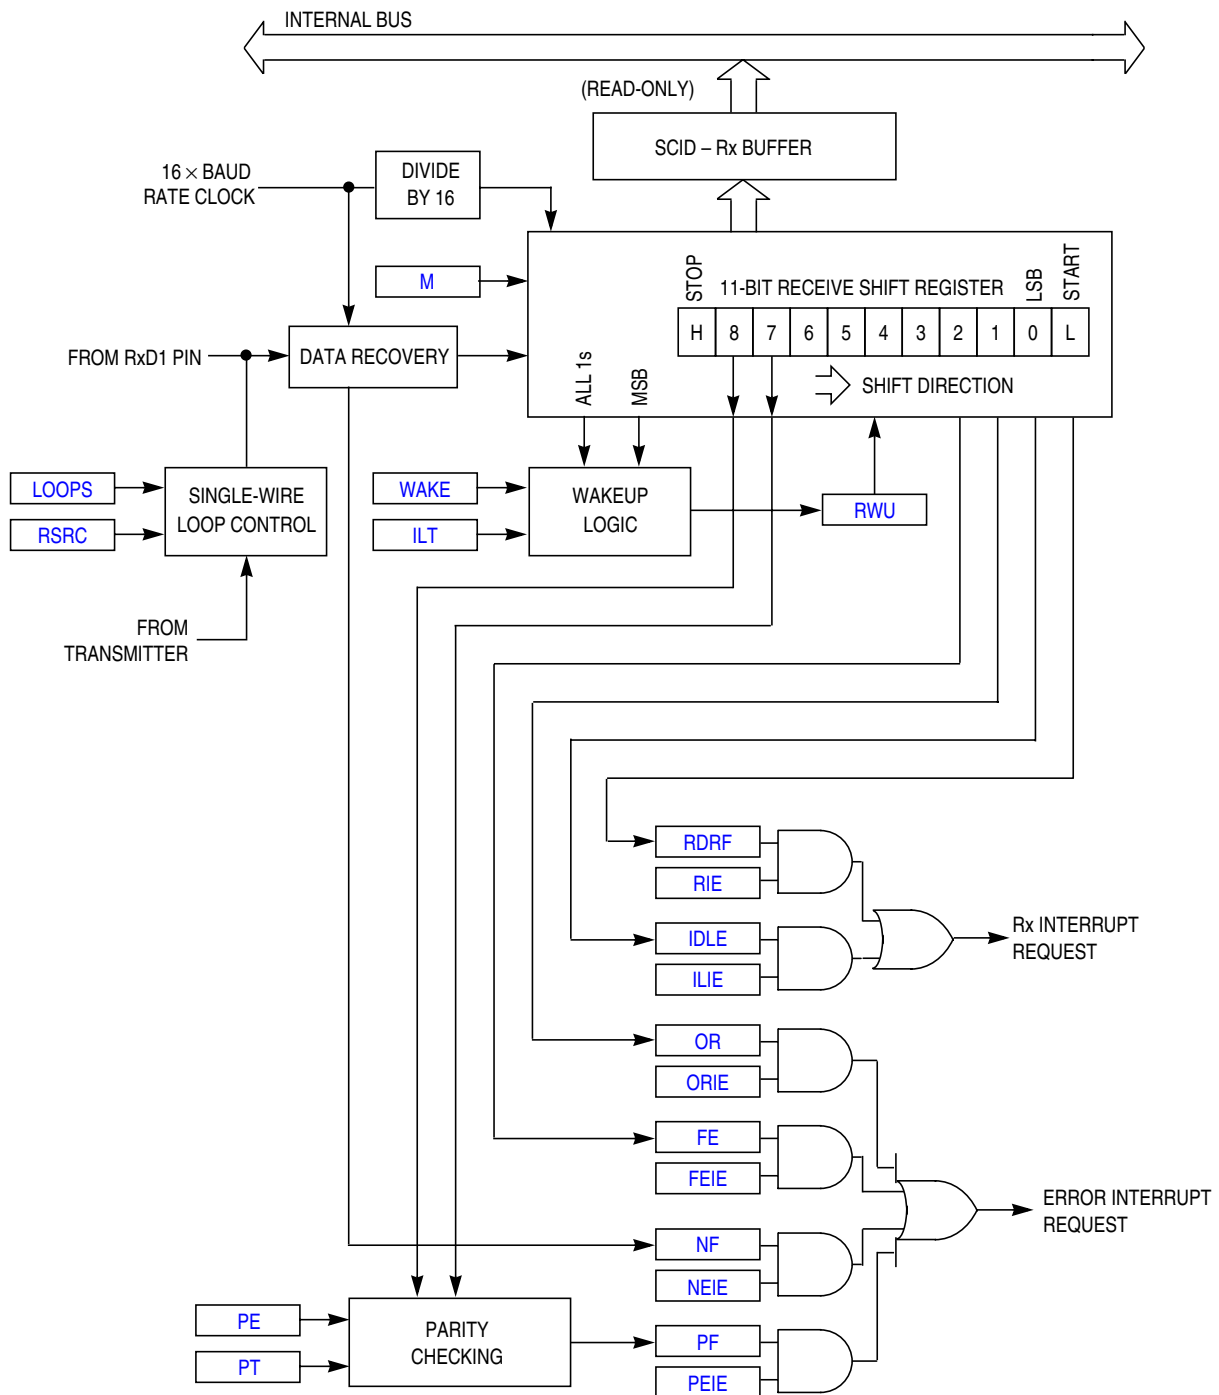 INTERNAL BUS
(READ-ONLY)
SCID – Rx BUFFER
16 × BAUD
RATE CLOCK
DIVIDE
BY 16
M
STOP
11-BIT RECEIVE SHIFT REGISTER
LSB
START
H 8 7 6 5 4 3 2 1 0 L
FROM RxD1 PIN
DATA RECOVERY
ALL 1s
MSB
SHIFT DIRECTION
LOOPS
RSRC
SINGLE-WIRE
LOOP CONTROL
WAKE
ILT
WAKEUP
LOGIC
RWU
FROM
TRANSMITTER
RDRF
RIE
IDLE
ILIE
Rx INTERRUPT
REQUEST
OR
ORIE
FE
FEIE
ERROR INTERRUPT
REQUEST
NF
NEIE
PE
PT
PARITY
CHECKING
PF
PEIE